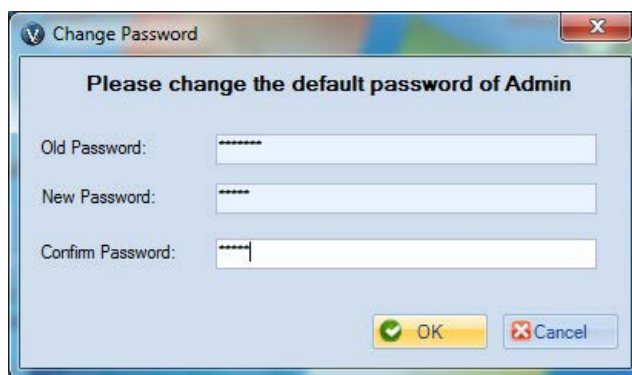 Change Password
Please change the default password of Admin
Old Password: *******
New Password: *****
Confirm Password: *****
OK Cancel